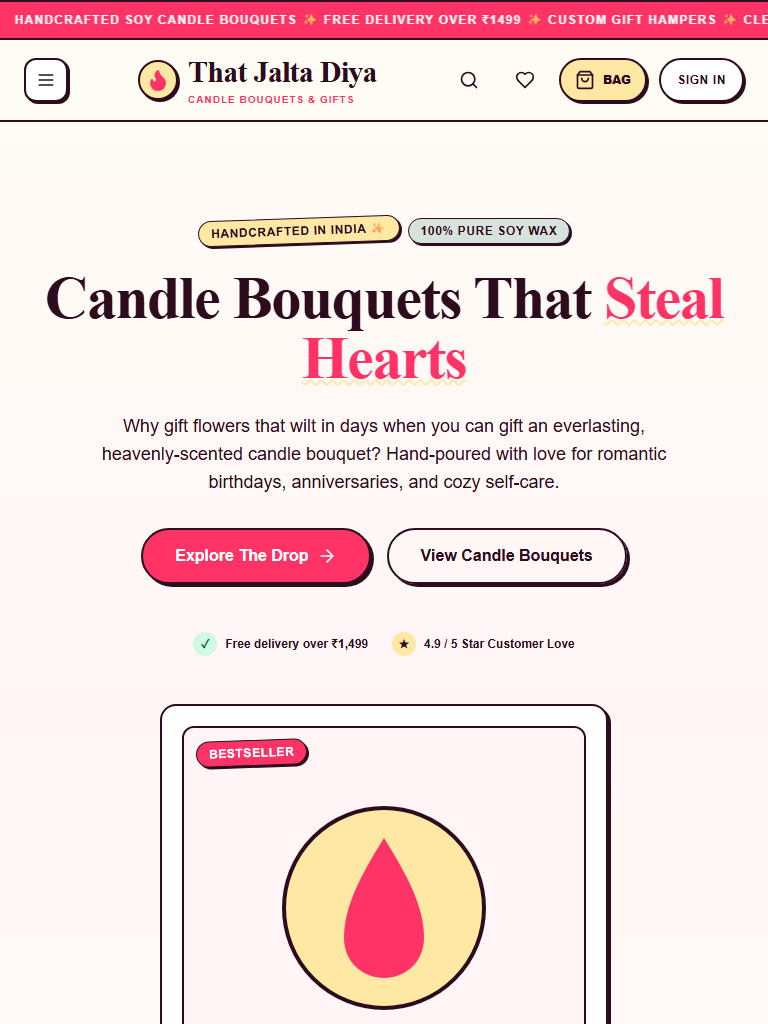 HANDCRAFTED SOY CANDLE BOUQUETS ✨ FREE DELIVERY OVER ₹1499 ✨ CUSTOM GIFT HAMPERS ✨ CLE
That Jalta Diya
CANDLE BOUQUETS & GIFTS
BAG
SIGN IN
HANDCRAFTED IN INDIA ✨
100% PURE SOY WAX
Candle Bouquets That Steal
Hearts
Why gift flowers that wilt in days when you can gift an everlasting,
heavenly-scented candle bouquet? Hand-poured with love for romantic
birthdays, anniversaries, and cozy self-care.
Explore The Drop →
View Candle Bouquets
✓ Free delivery over ₹1,499
★ 4.9 / 5 Star Customer Love
BESTSELLER